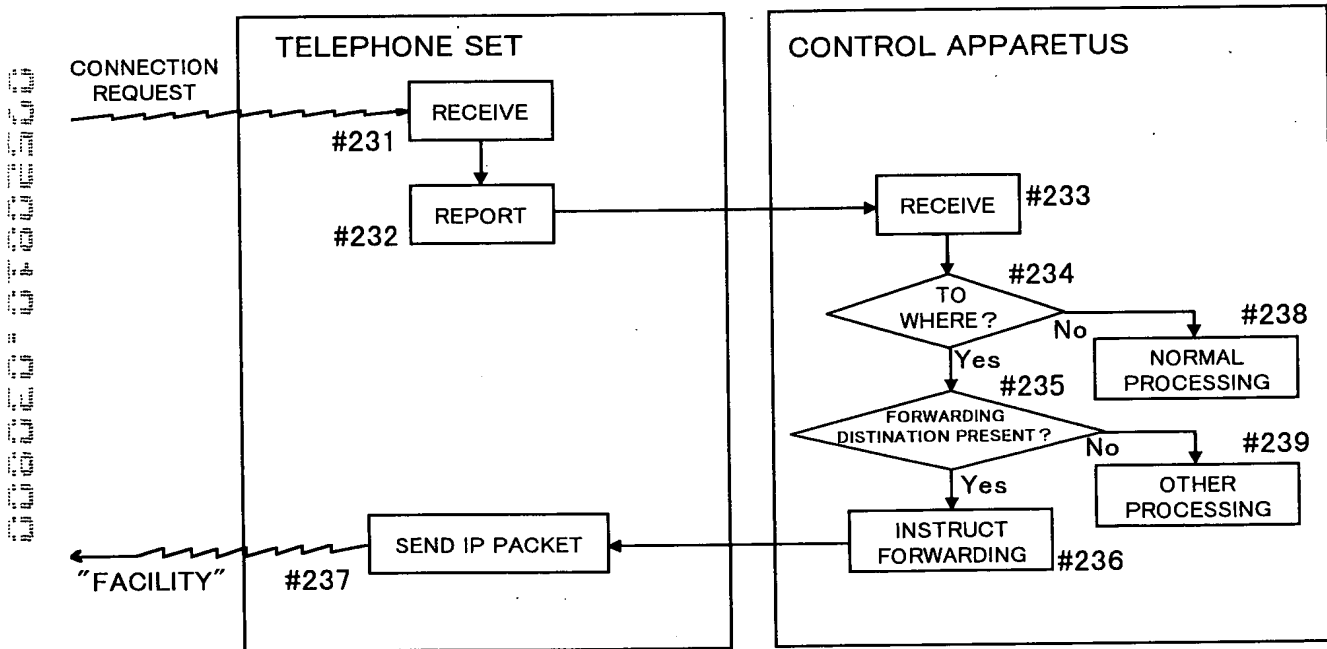 TELEPHONE SET
CONTROL APPARETUS
CONNECTION
REQUEST
RECEIVE
#231
REPORT
#232
RECEIVE
#233
#234
TO
WHERE?
No
#238
Yes
NORMAL
PROCESSING
#235
FORWARDING
DISTINATION PRESENT?
No
#239
Yes
OTHER
PROCESSING
INSTRUCT
FORWARDING
#236
SEND IP PACKET
#237
"FACILITY"